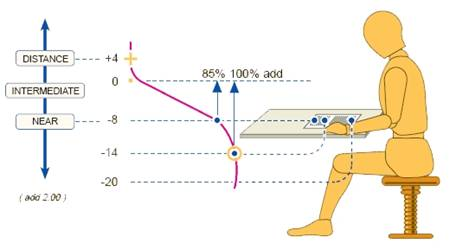 DISTANCE
INTERMEDIATE
NEAR
( add 2.00 )
+4
0
-8
-14
-20
85% 100% add